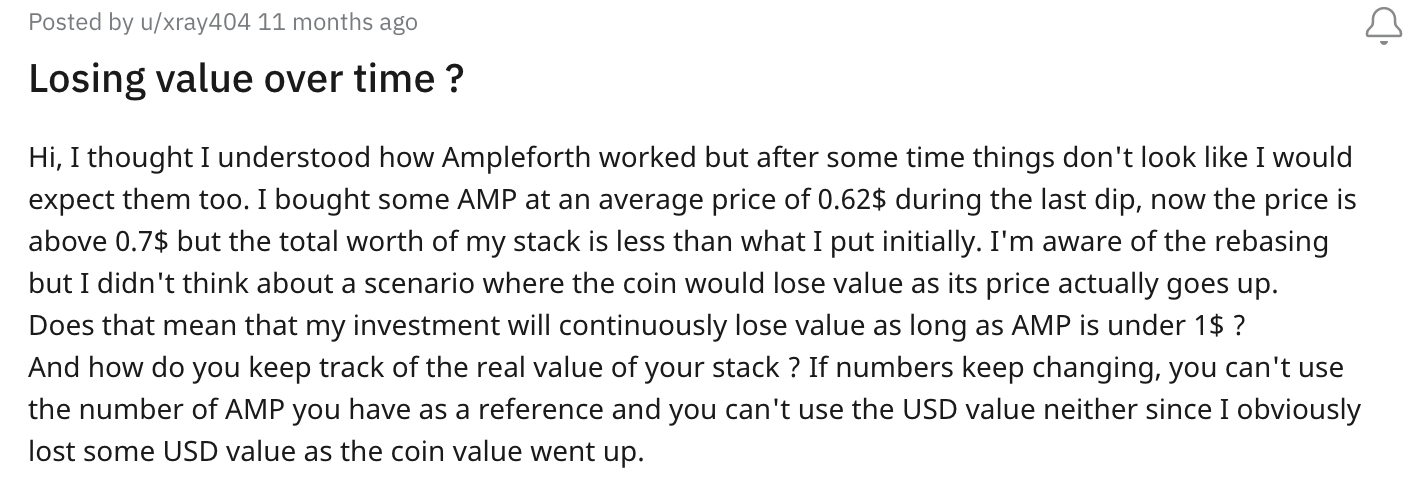 Posted by u/xray404 11 months ago
Losing value over time ?
Hi, I thought I understood how Ampleforth worked but after some time things don't look like I would
expect them too. I bought some AMP at an average price of 0.62$ during the last dip, now the price is
above 0.7$ but the total worth of my stack is less than what I put initially. I'm aware of the rebasing
but I didn't think about a scenario where the coin would lose value as its price actually goes up.
Does that mean that my investment will continuously lose value as long as AMP is under 1$ ?
And how do you keep track of the real value of your stack ? If numbers keep changing, you can't use
the number of AMP you have as a reference and you can't use the USD value neither since I obviously
lost some USD value as the coin value went up.